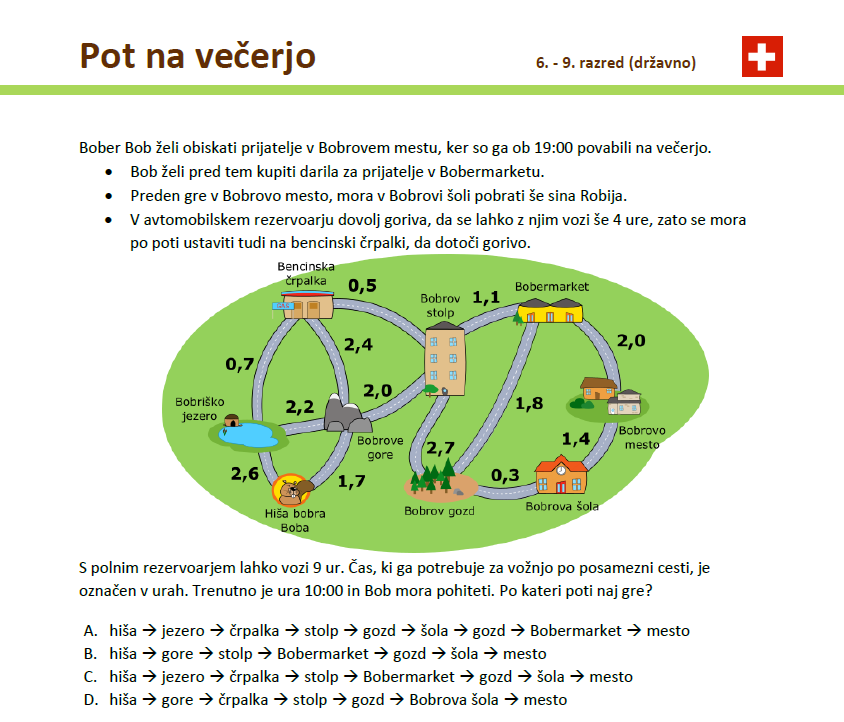 Pot na večerjo
6. - 9. razred (državno)
Bober Bob želi obiskati prijatelje v Bobrovem mestu, ker so ga ob 19:00 povabili na večerjo.
• Bob želi pred tem kupiti darila za prijatelje v Bobermarketu.
• Preden gre v Bobrovo mesto, mora v Bobrovi šoli pobrati še sina Robija.
• V avtomobilskem rezervoarju dovolj goriva, da se lahko z njim vozi še 4 ure, zato se mora
po poti ustaviti tudi na bencinski črpalki, da dotoči gorivo.
Bencinska
črpalka
0,5
Bobrov
stolp
1,1
Bobermarket
2,4
2,0
0,7
2,0
Bobriško
jezero
2,2
1,8
Bobrove
gore
Bobrovo
mesto
1,4
2,7
2,6
1,7
0,3
Hiša bobra
Boba
Bobrov gozd
Bobrova šola
S polnim rezervoarjem lahko vozi 9 ur. Čas, ki ga potrebuje za vožnjo po posamezni cesti, je
označen v urah. Trenutno je ura 10:00 in Bob mora pohiteti. Po kateri poti naj gre?
A. hiša → jezero → črpalka → stolp → gozd → šola → gozd → Bobermarket → mesto
B. hiša → gore → stolp → Bobermarket → gozd → šola → mesto
C. hiša → jezero → črpalka → stolp → Bobermarket → gozd → šola → mesto
D. hiša → gore → črpalka → stolp → gozd → Bobrova šola → mesto